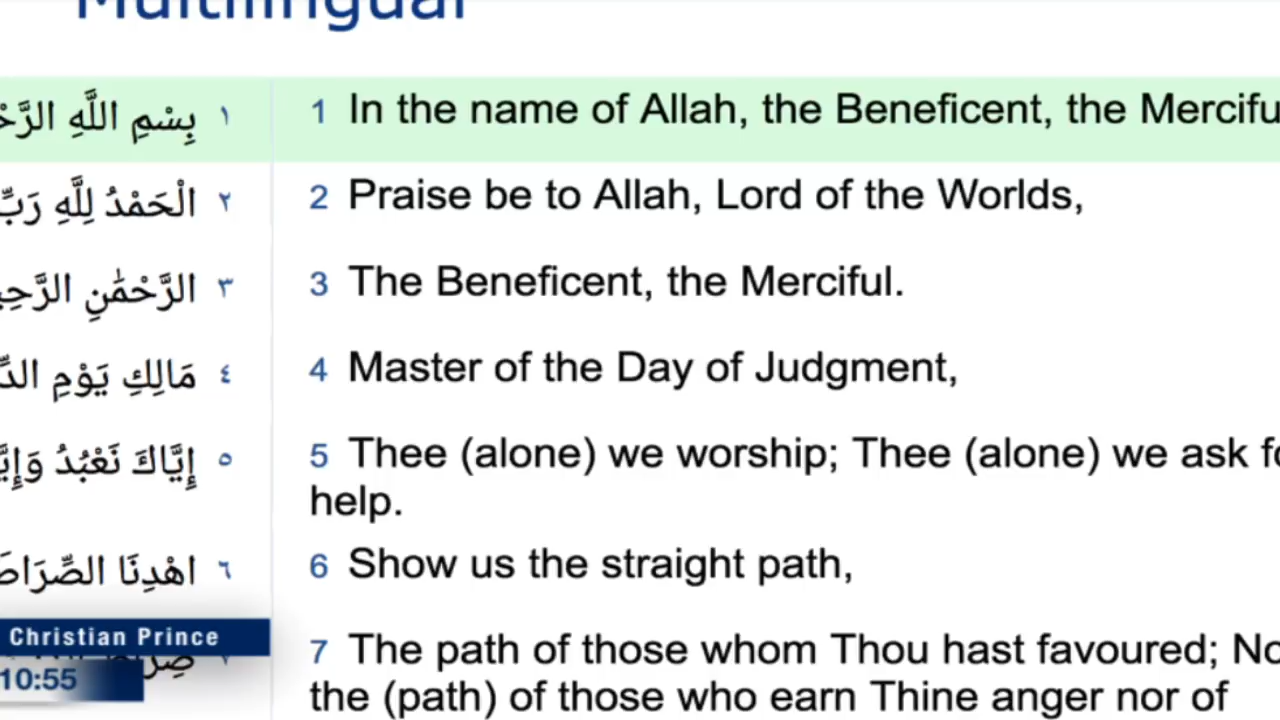 Multilingual
١ بِسْمِ اللَّهِ
1 In the name of Allah, the Beneficent, the
٢ الْحَمْدُ لِلَّهِ
2 Praise be to Allah, Lord of the Worlds,
٣ الرَّحْمَٰنِ
3 The Beneficent, the Merciful.
٤ مَالِكِ يَوْمِ
4 Master of the Day of Judgment,
٥ إِيَّاكَ نَعْبُدُ
5 Thee (alone) we worship; Thee (alone) we ask
help.
٦ اهْدِنَا
6 Show us the straight path,
7 The path of those whom Thou hast favoured;
the (path) of those who earn Thine anger nor of
Christian Prince
10:55